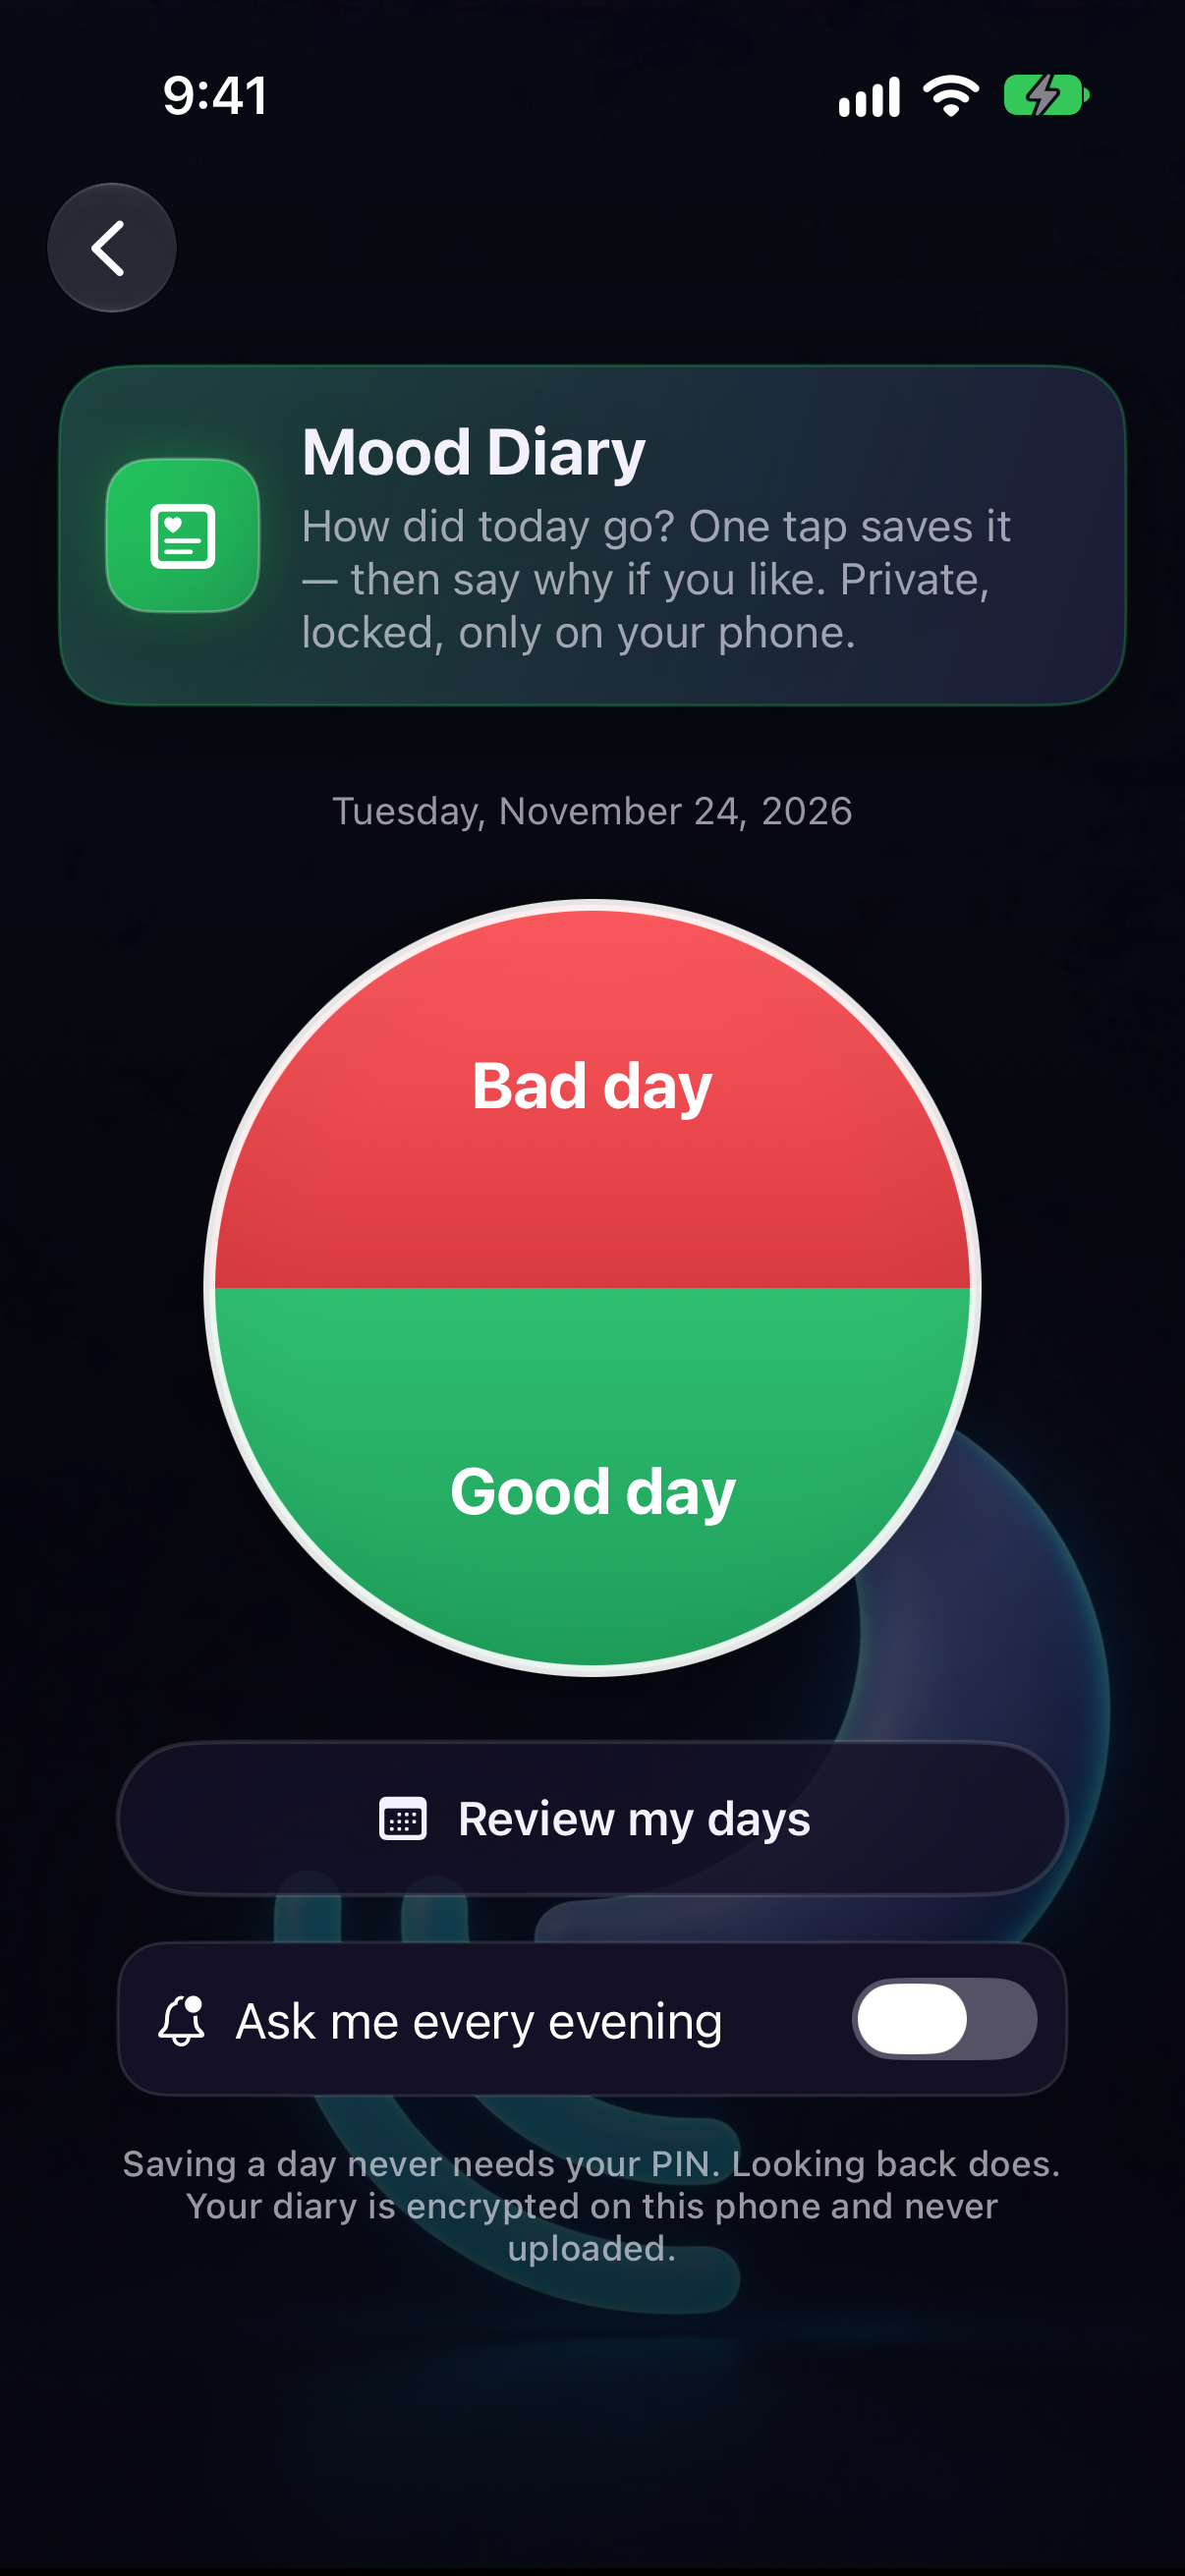 9:41
Mood Diary
How did today go? One tap saves it
— then say why if you like. Private,
locked, only on your phone.
Tuesday, November 24, 2026
Bad day
Good day
Review my days
Ask me every evening
Saving a day never needs your PIN. Looking back does.
Your diary is encrypted on this phone and never
uploaded.